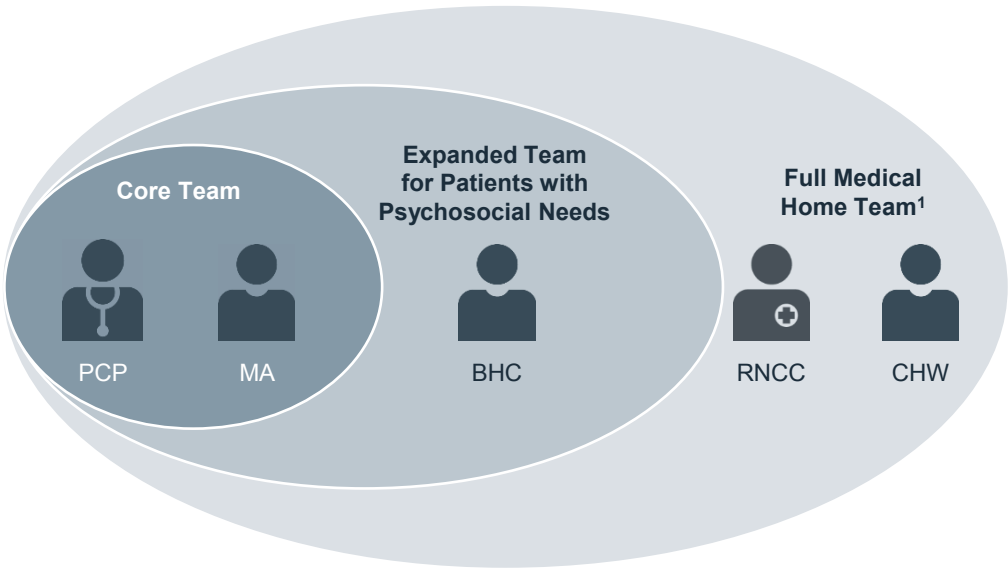 Core Team
PCP
MA
Expanded Team
for Patients with
Psychosocial Needs
BHC
Full Medical
Home Team¹
RNCC
CHW